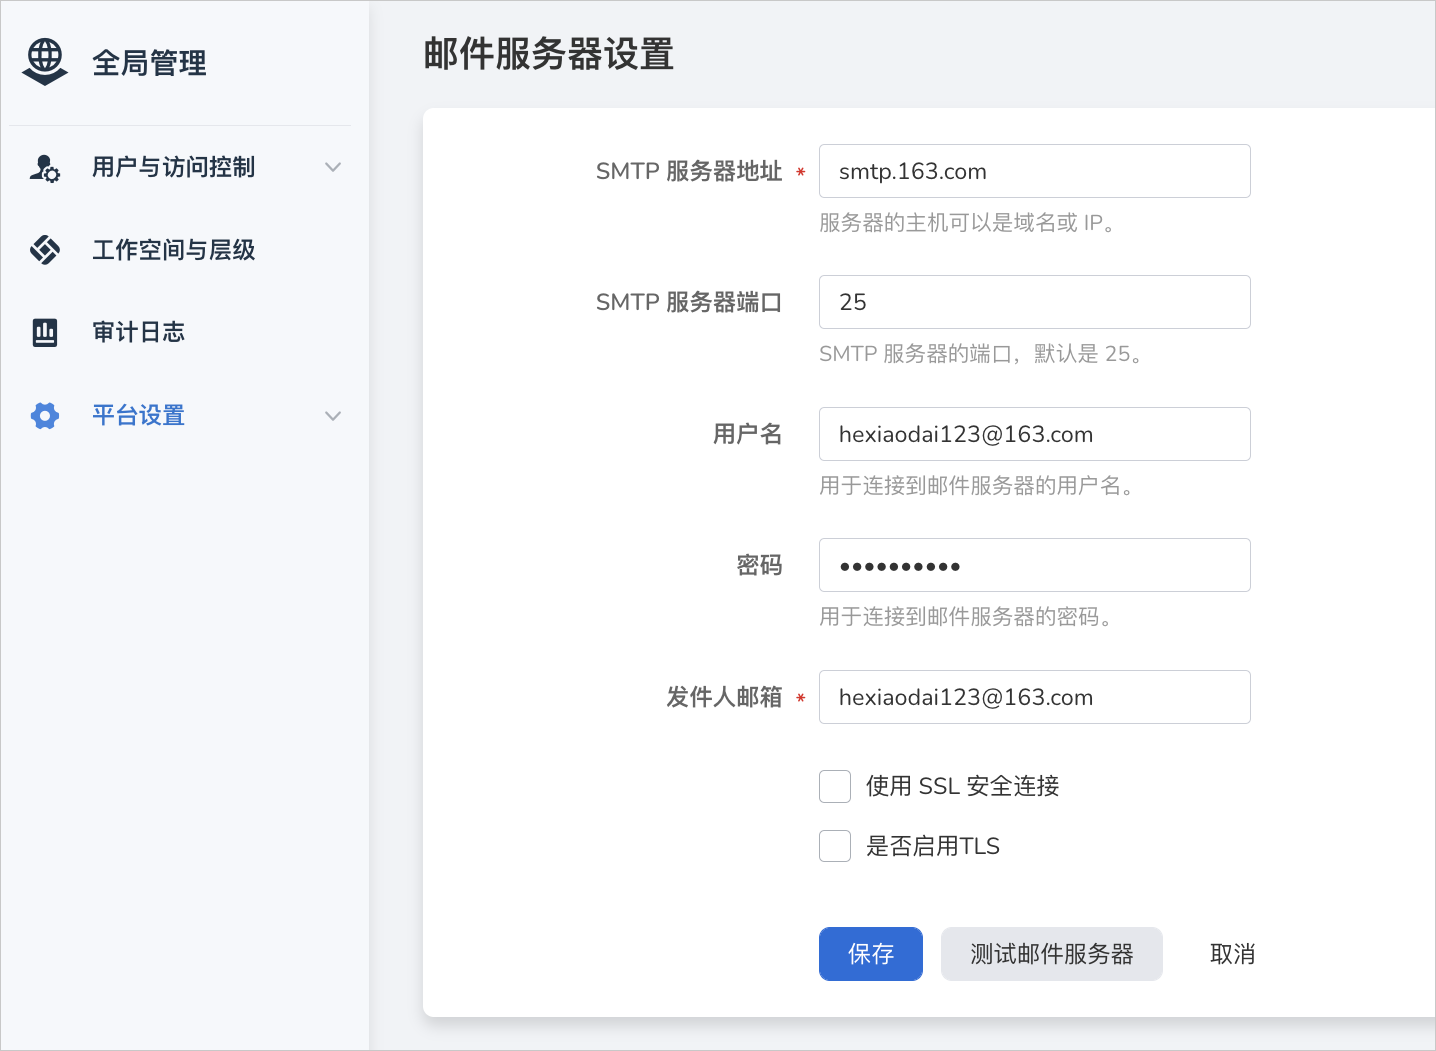 全局管理
用户与访问控制
工作空间与层级
审计日志
平台设置
邮件服务器设置
SMTP 服务器地址 *
smtp.163.com
服务器的主机可以是域名或 IP。
SMTP 服务器端口
25
SMTP 服务器的端口，默认是 25。
用户名
hexiaodai123@163.com
用于连接到邮件服务器的用户名。
密码
••••••••••
用于连接到邮件服务器的密码。
发件人邮箱 *
hexiaodai123@163.com
使用 SSL 安全连接
是否启用TLS
保存 测试邮件服务器 取消